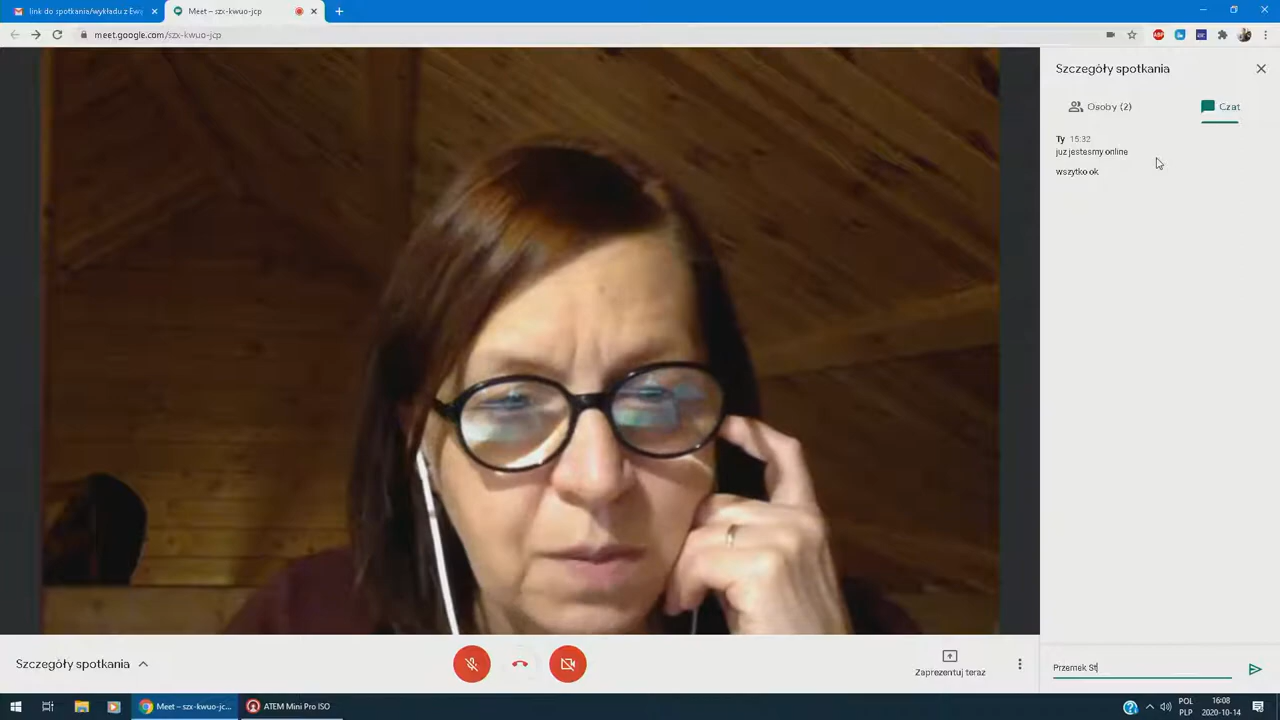 link do spotkania/wykładu z Ewą
Meet – szx-kwuo-jcp
meet.google.com/szx-kwuo-jcp
ABP
Szczegóły spotkania
Osoby (2)
Czat
Ty 15:32
juz jestesmy online
wszytko ok
Szczegóły spotkania
Zaprezentuj teraz
Przemek St
Meet – szx-kwuo-jc...
ATEM Mini Pro ISO
POL
PLP
16:08
2020-10-14